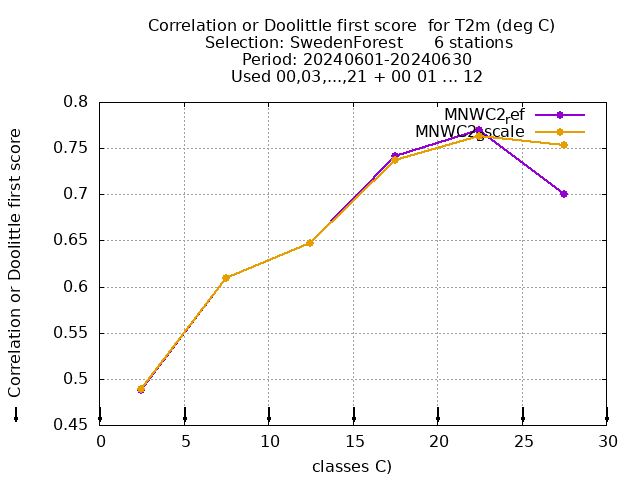 Correlation or Doolittle first score  for T2m (deg C)
Selection: SwedenForest      6 stations
Period: 20240601-20240630
Used 00,03,...,21 + 00 01 ... 12
MNWC2ref
MNWC2gscale
0.8
0.75
0.7
0.65
0.6
0.55
0.5
0.45
0 5 10 15 20 25 30
classes C)
Correlation or Doolittle first score